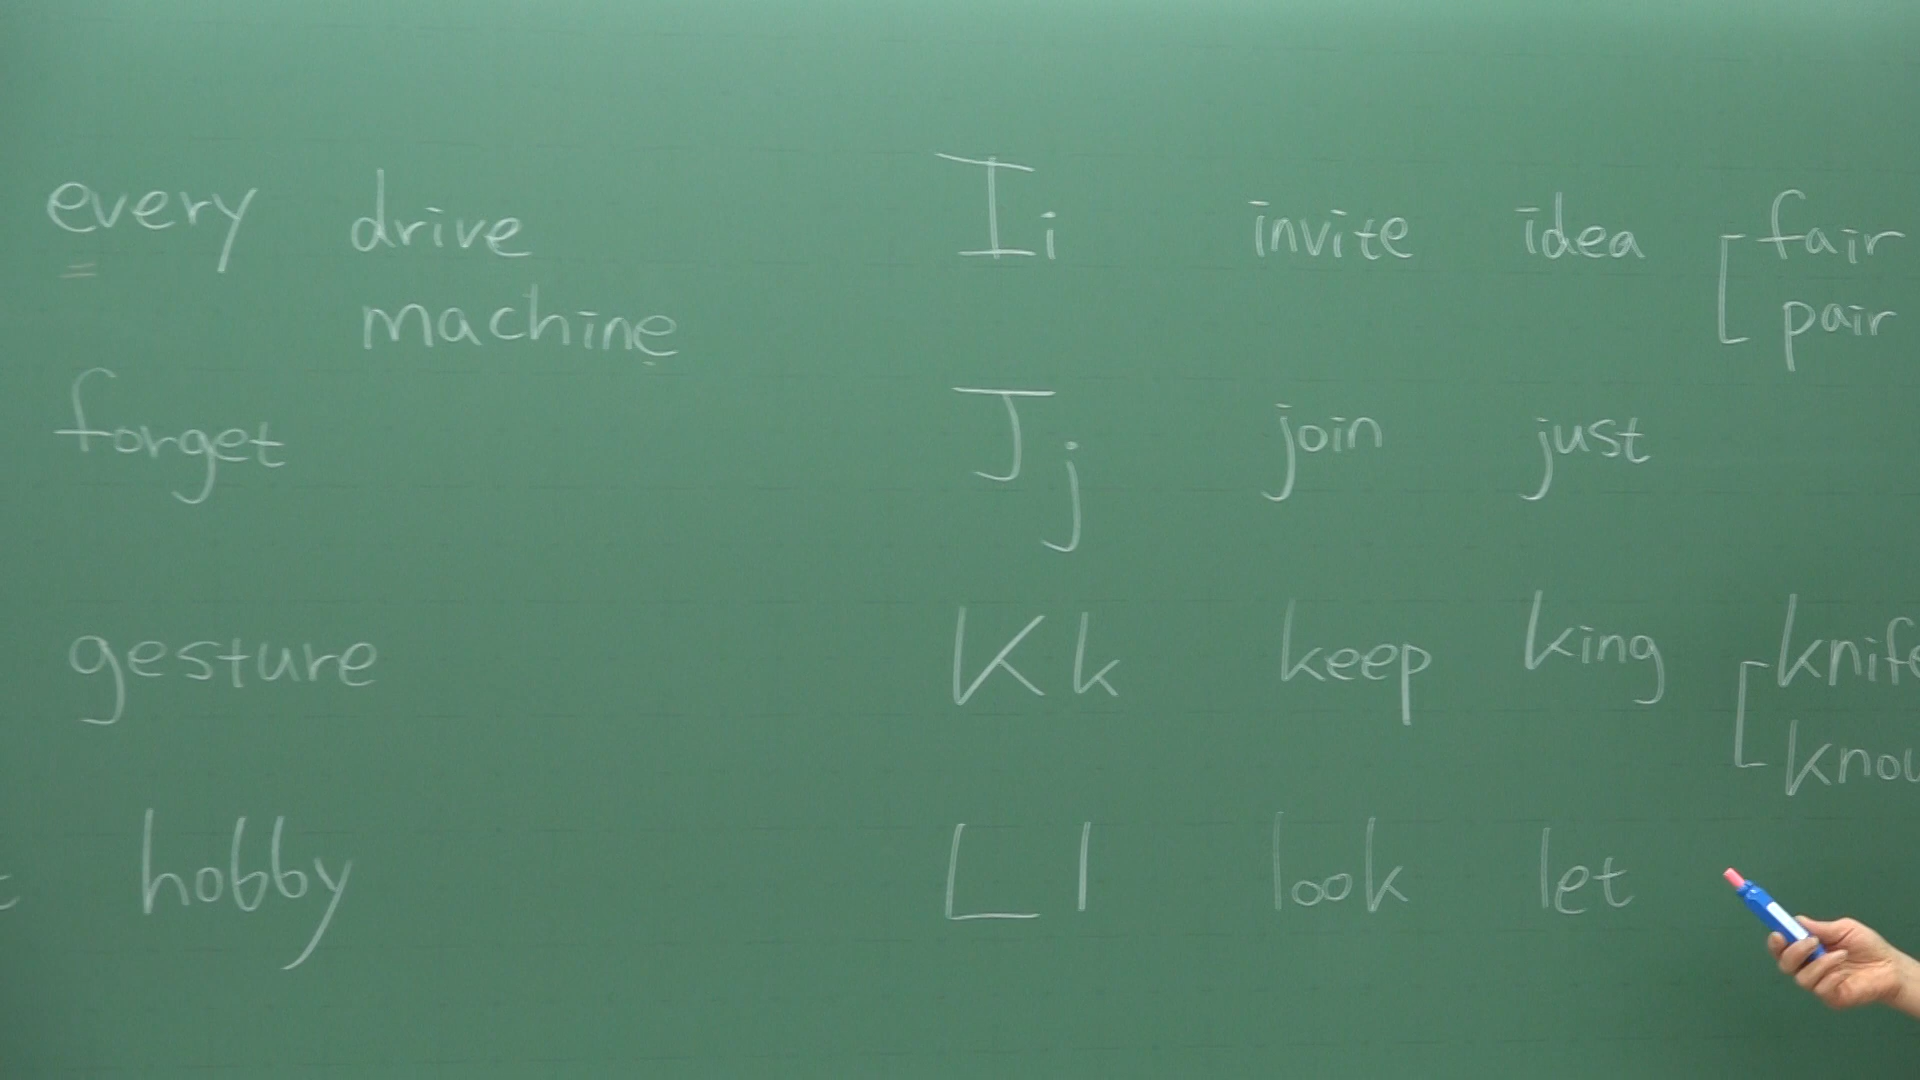 every drive
machine
forget
gesture
hobby
I i invite idea fair
pair
J j join just
K k keep king
L l look let